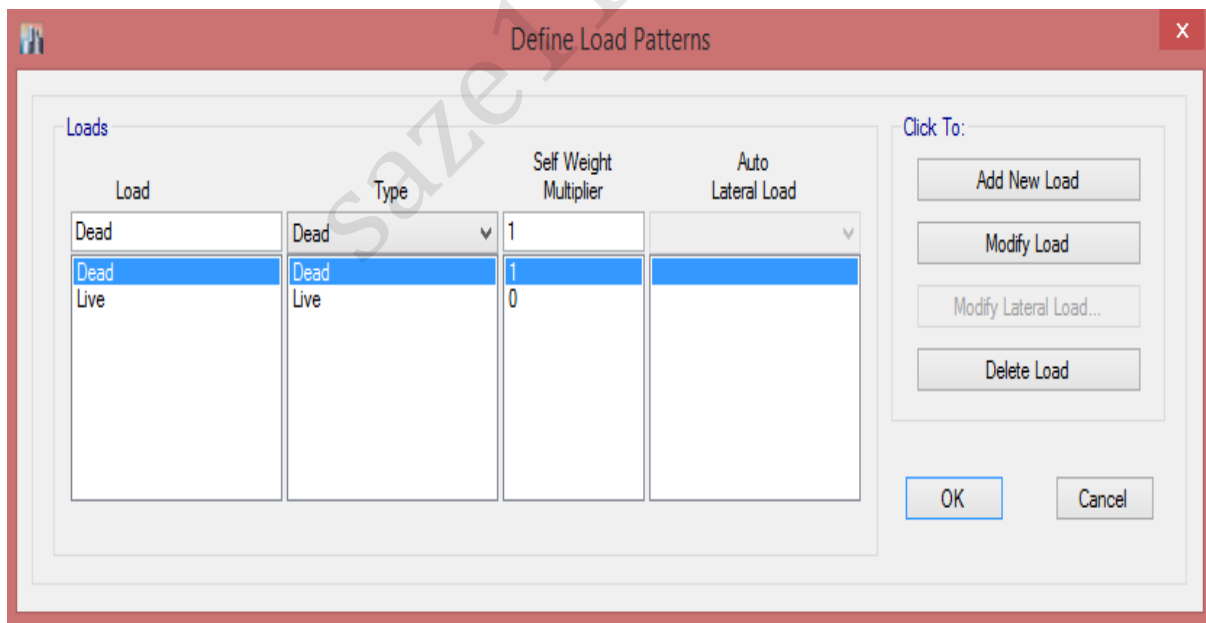 Define Load Patterns
x
Loads
Click To:
Load
Type
Self Weight
Multiplier
Auto
Lateral Load
Dead
Dead
1
Dead
Dead
1
Live
Live
0
Add New Load
Modify Load
Modify Lateral Load...
Delete Load
OK
Cancel